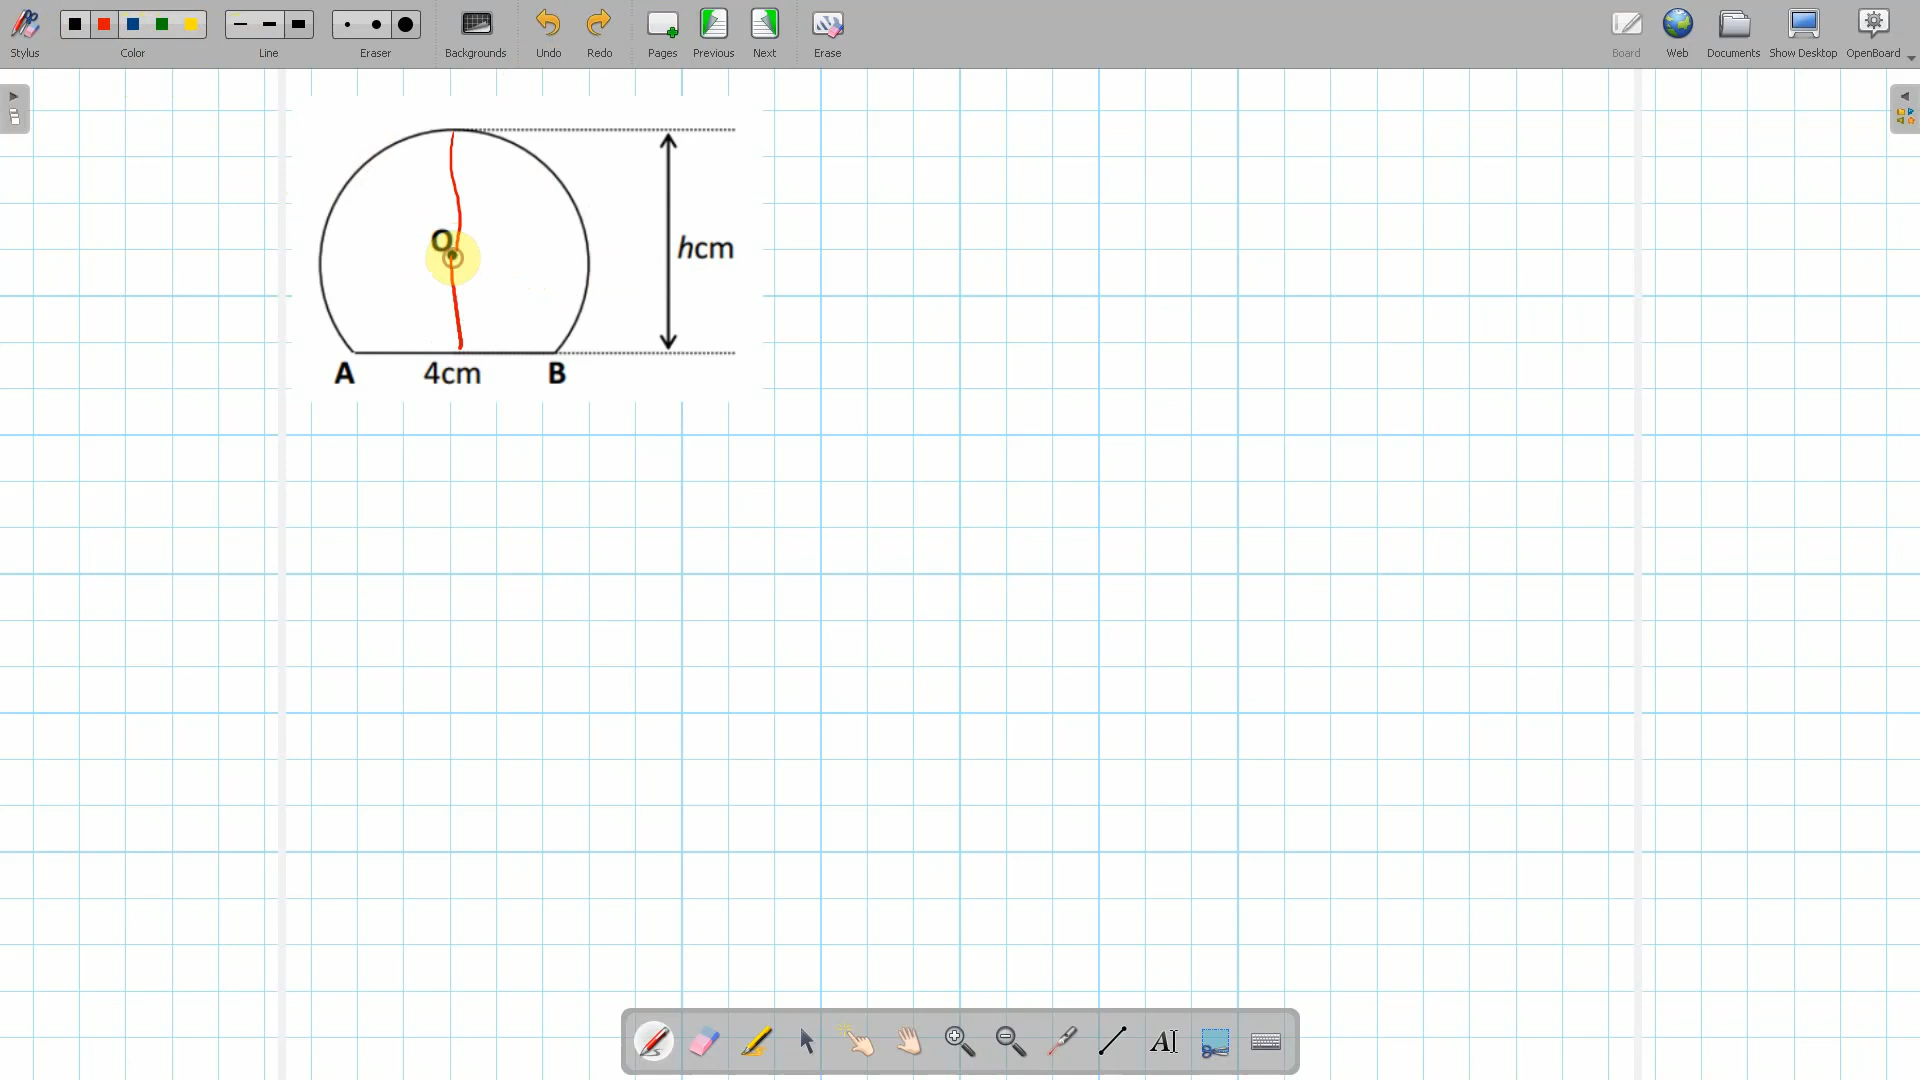 Stylus
Color
Line
Eraser
Backgrounds
Undo
Redo
Pages
Previous
Next
Erase
Board
Web
Documents
Show Desktop
OpenBoard
O
hcm
A
4cm
B
AI